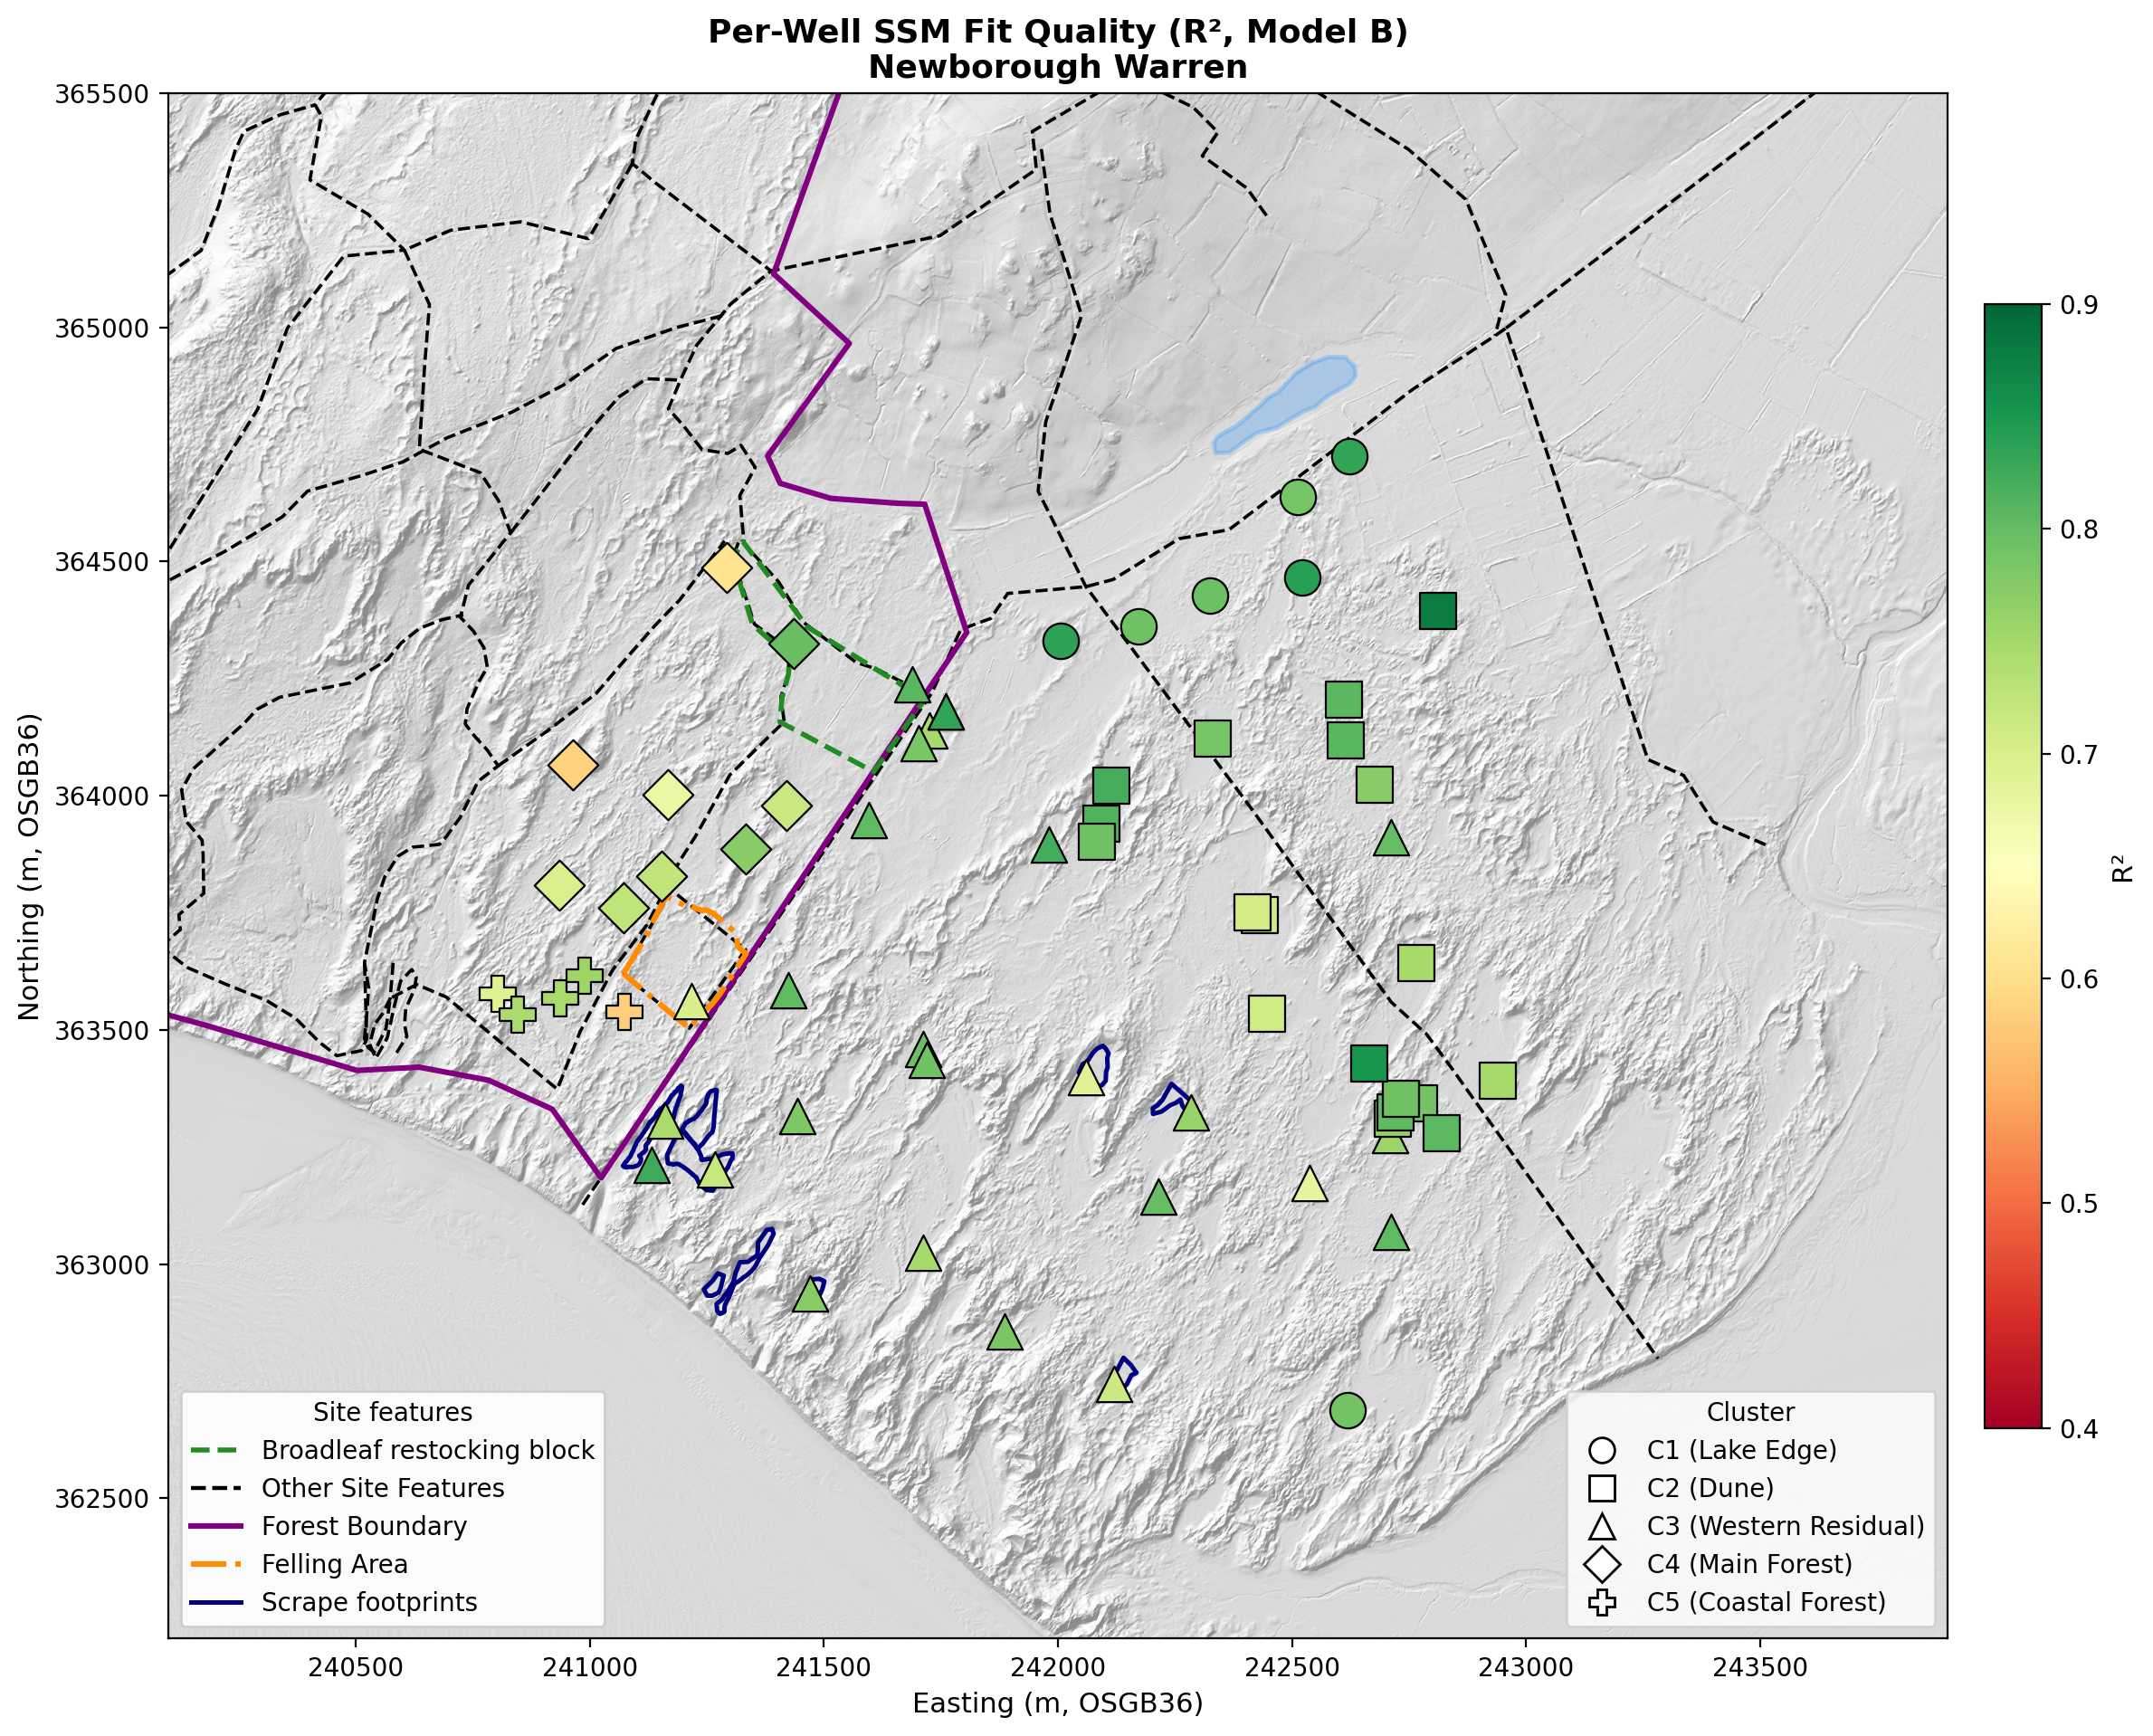 Per-Well SSM Fit Quality (R², Model B)
Newborough Warren
365500
365000
364500
364000
363500
363000
362500
Northing (m, OSGB36)
240500 241000 241500 242000 242500 243000 243500
Easting (m, OSGB36)
Site features
Broadleaf restocking block
Other Site Features
Forest Boundary
Felling Area
Scrape footprints
Cluster
C1 (Lake Edge)
C2 (Dune)
C3 (Western Residual)
C4 (Main Forest)
C5 (Coastal Forest)
0.9
0.8
0.7
0.6
0.5
0.4
R²